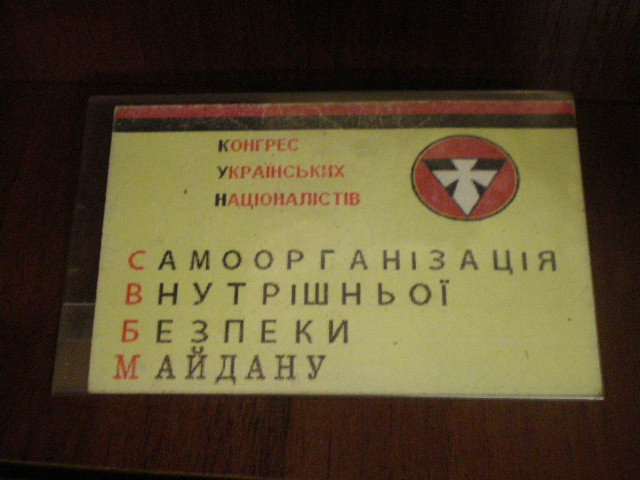 КОНГРЕС
УКРАЇНСЬКИХ
НАЦІОНАЛІСТІВ
САМООРГАНІЗАЦІЯ
ВНУТРІШНЬОЇ
БЕЗПЕКИ
МАЙДАНУ